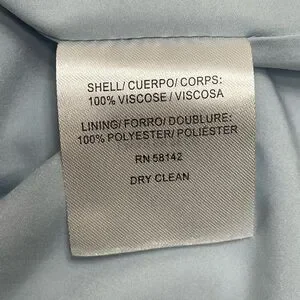 SHELL/ CUERPO/ CORPS:
100% VISCOSE / VISCOSA
LINING/ FORRO/ DOUBLURE:
100% POLYESTER/ POLIÉSTER
RN 58142
DRY CLEAN